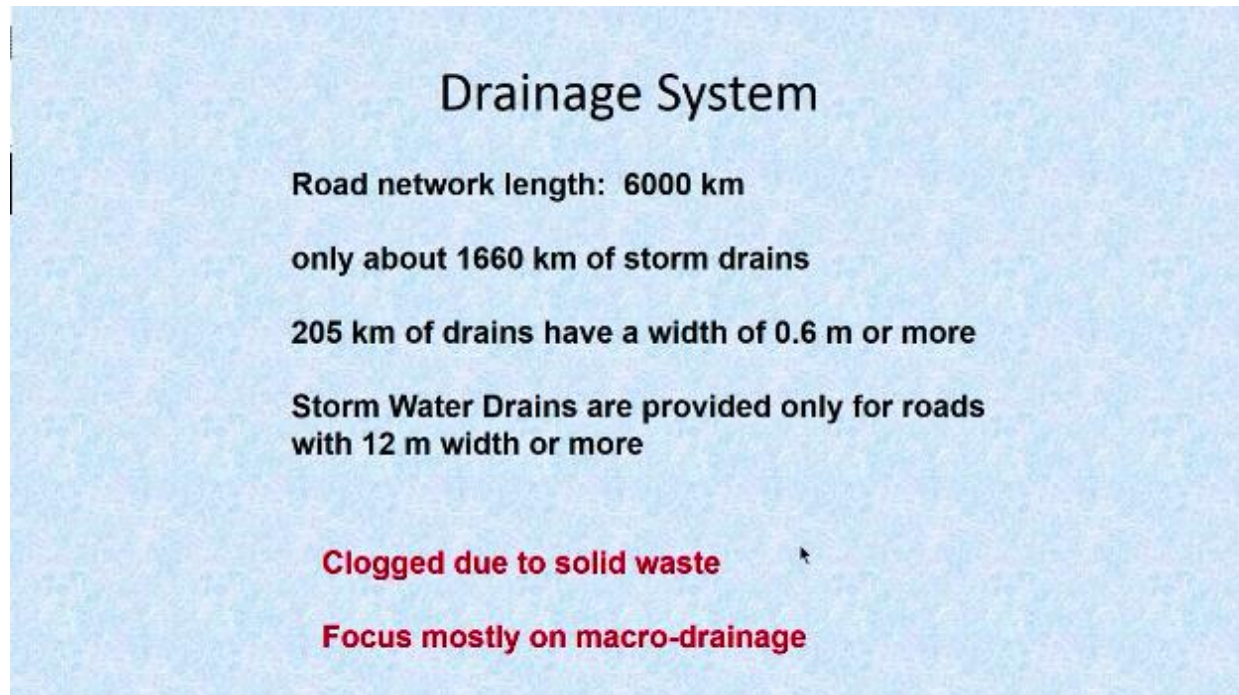 Drainage System
Road network length: 6000 km
only about 1660 km of storm drains
205 km of drains have a width of 0.6 m or more
Storm Water Drains are provided only for roads
with 12 m width or more
Clogged due to solid waste
Focus mostly on macro-drainage